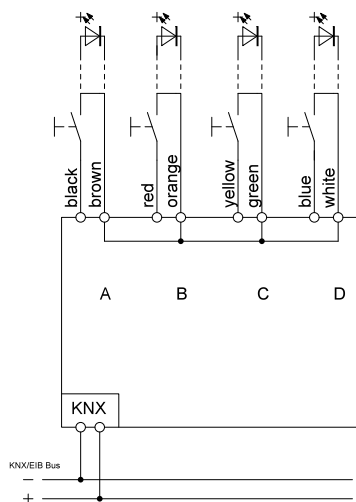 + + + +
black brown red orange yellow green blue white
A B C D
KNX
KNX/EIB Bus
−
+